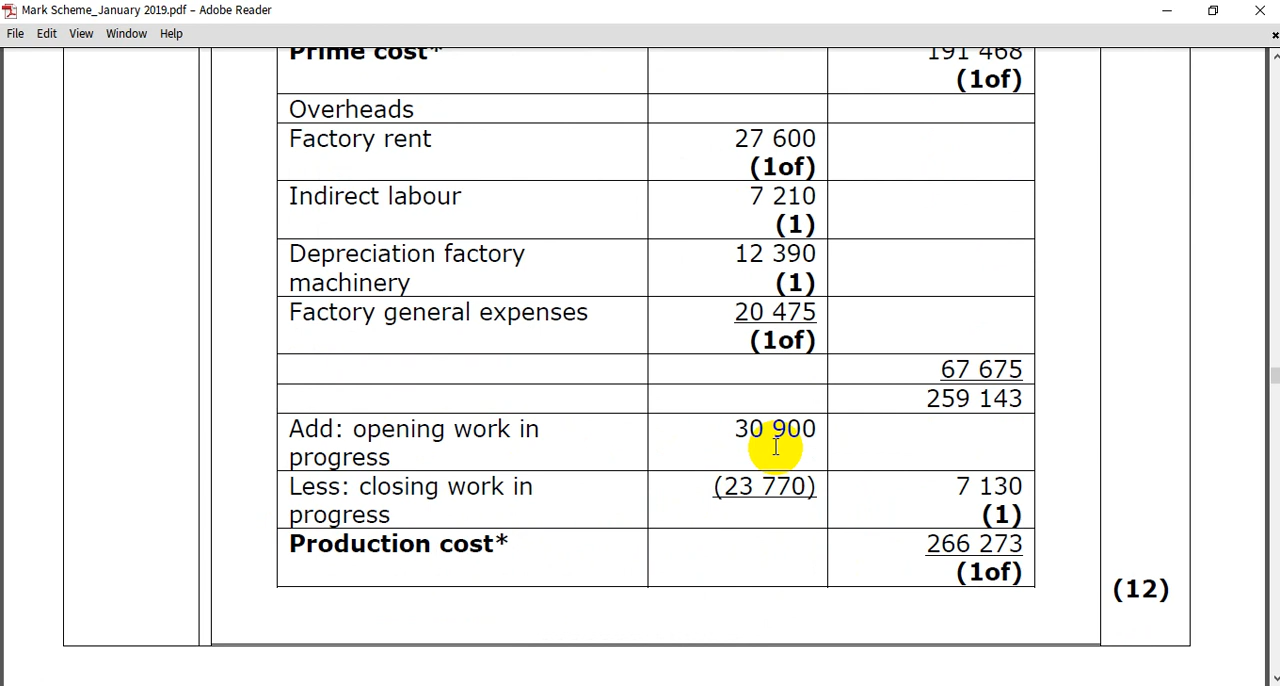 Mark Scheme_January 2019.pdf – Adobe Reader
File Edit View Window Help
Prime cost* 191 468
(1of)
Overheads
Factory rent 27 600
(1of)
Indirect labour 7 210
(1)
Depreciation factory 12 390
machinery (1)
Factory general expenses 20 475
(1of)
67 675
259 143
Add: opening work in 30 900
progress
Less: closing work in (23 770) 7 130
progress (1)
Production cost* 266 273
(1of)
(12)